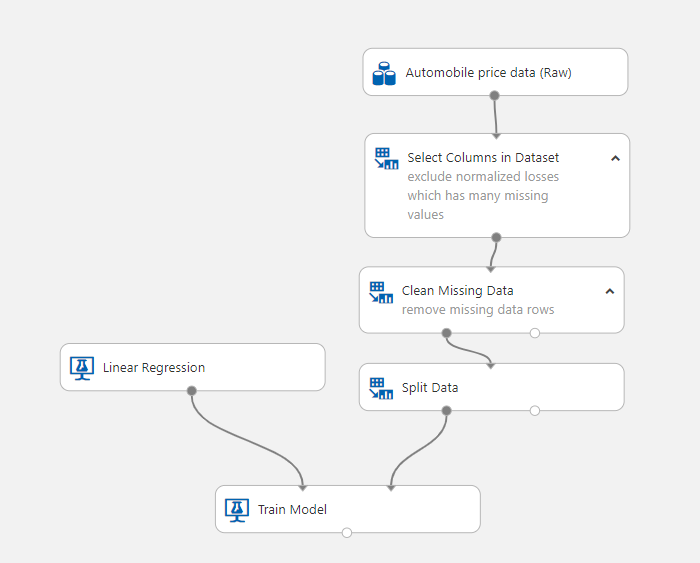 Automobile price data (Raw)
Select Columns in Dataset
exclude normalized losses
which has many missing
values
Clean Missing Data
remove missing data rows
Linear Regression
Split Data
Train Model